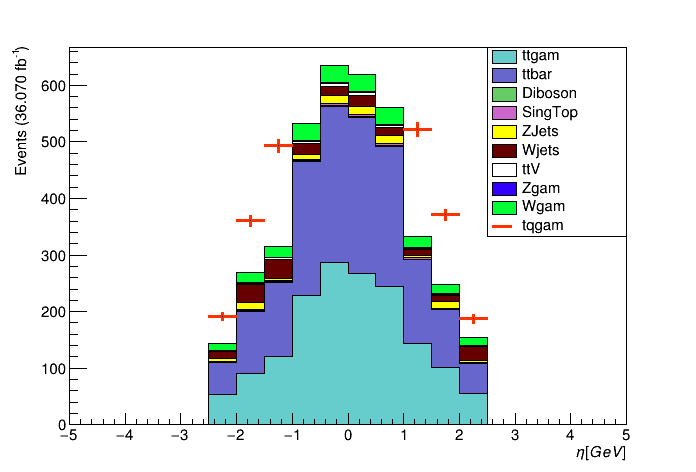 Events (36.070 fb⁻¹)
600
500
400
300
200
100
0
−5 −4 −3 −2 −1 0 1 2 3 4 5
η[GeV]
ttgam
ttbar
Diboson
SingTop
ZJets
Wjets
ttV
Zgam
Wgam
tqgam